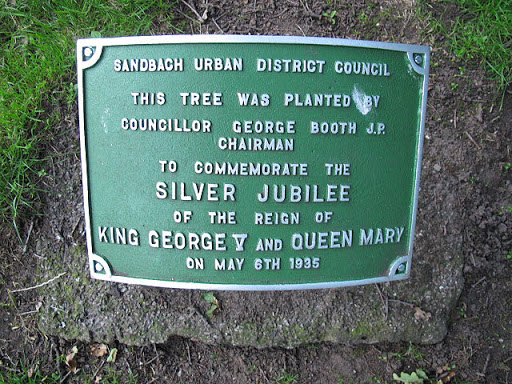 SANDBACH URBAN DISTRICT COUNCIL
THIS TREE WAS PLANTED BY
COUNCILLOR GEORGE BOOTH J.P.
CHAIRMAN
TO COMMEMORATE THE
SILVER JUBILEE
OF THE REIGN OF
KING GEORGE V AND QUEEN MARY
ON MAY 6TH 1935